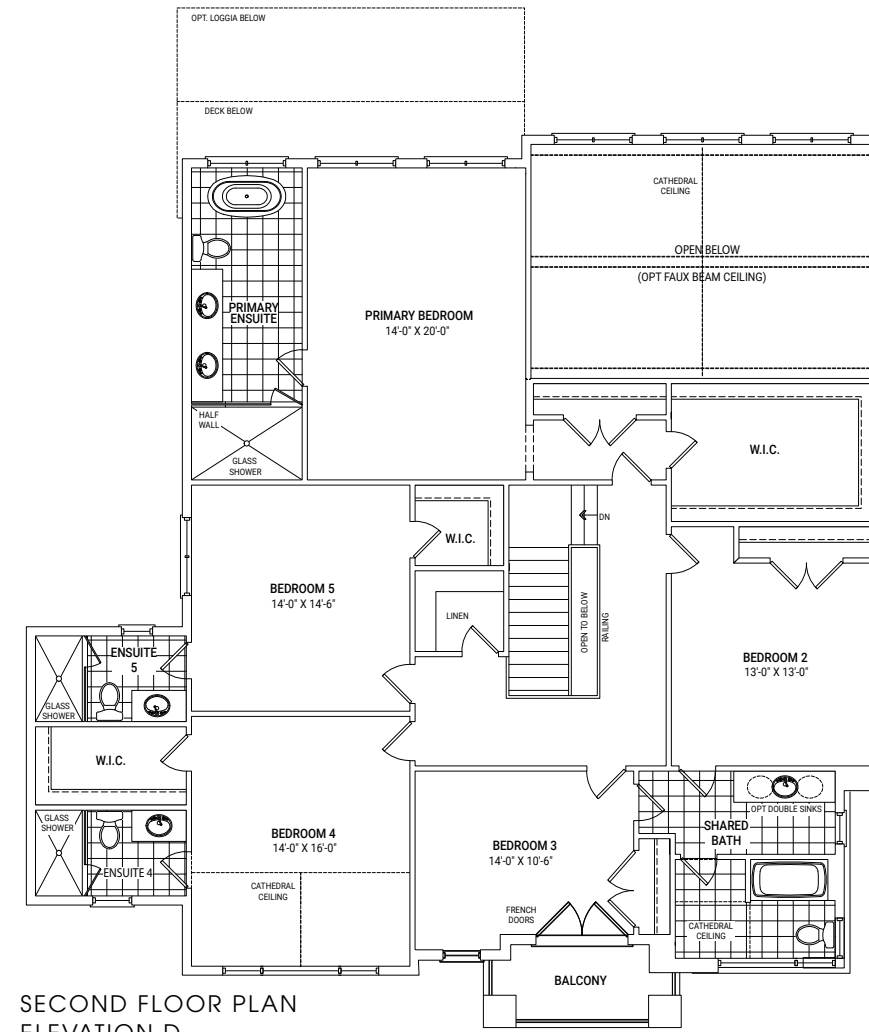 OPT. LOGGIA BELOW
DECK BELOW
CATHEDRAL
CEILING
OPEN BELOW
(OPT FAUX BEAM CEILING)
PRIMARY
ENSUITE
PRIMARY BEDROOM
14'-0" X 20'-0"
HALF
WALL
GLASS
SHOWER
W.I.C.
DN
W.I.C.
BEDROOM 5
14'-0" X 14'-6"
LINEN
OPEN TO BELOW
RAILING
ENSUITE
5
GLASS
SHOWER
BEDROOM 2
13'-0" X 13'-0"
W.I.C.
OPT DOUBLE SINKS
GLASS
SHOWER
SHARED
BATH
BEDROOM 4
14'-0" X 16'-0"
BEDROOM 3
14'-0" X 10'-6"
ENSUITE 4
CATHEDRAL
CEILING
FRENCH
DOORS
CATHEDRAL
CEILING
BALCONY
SECOND FLOOR PLAN
ELEVATION D